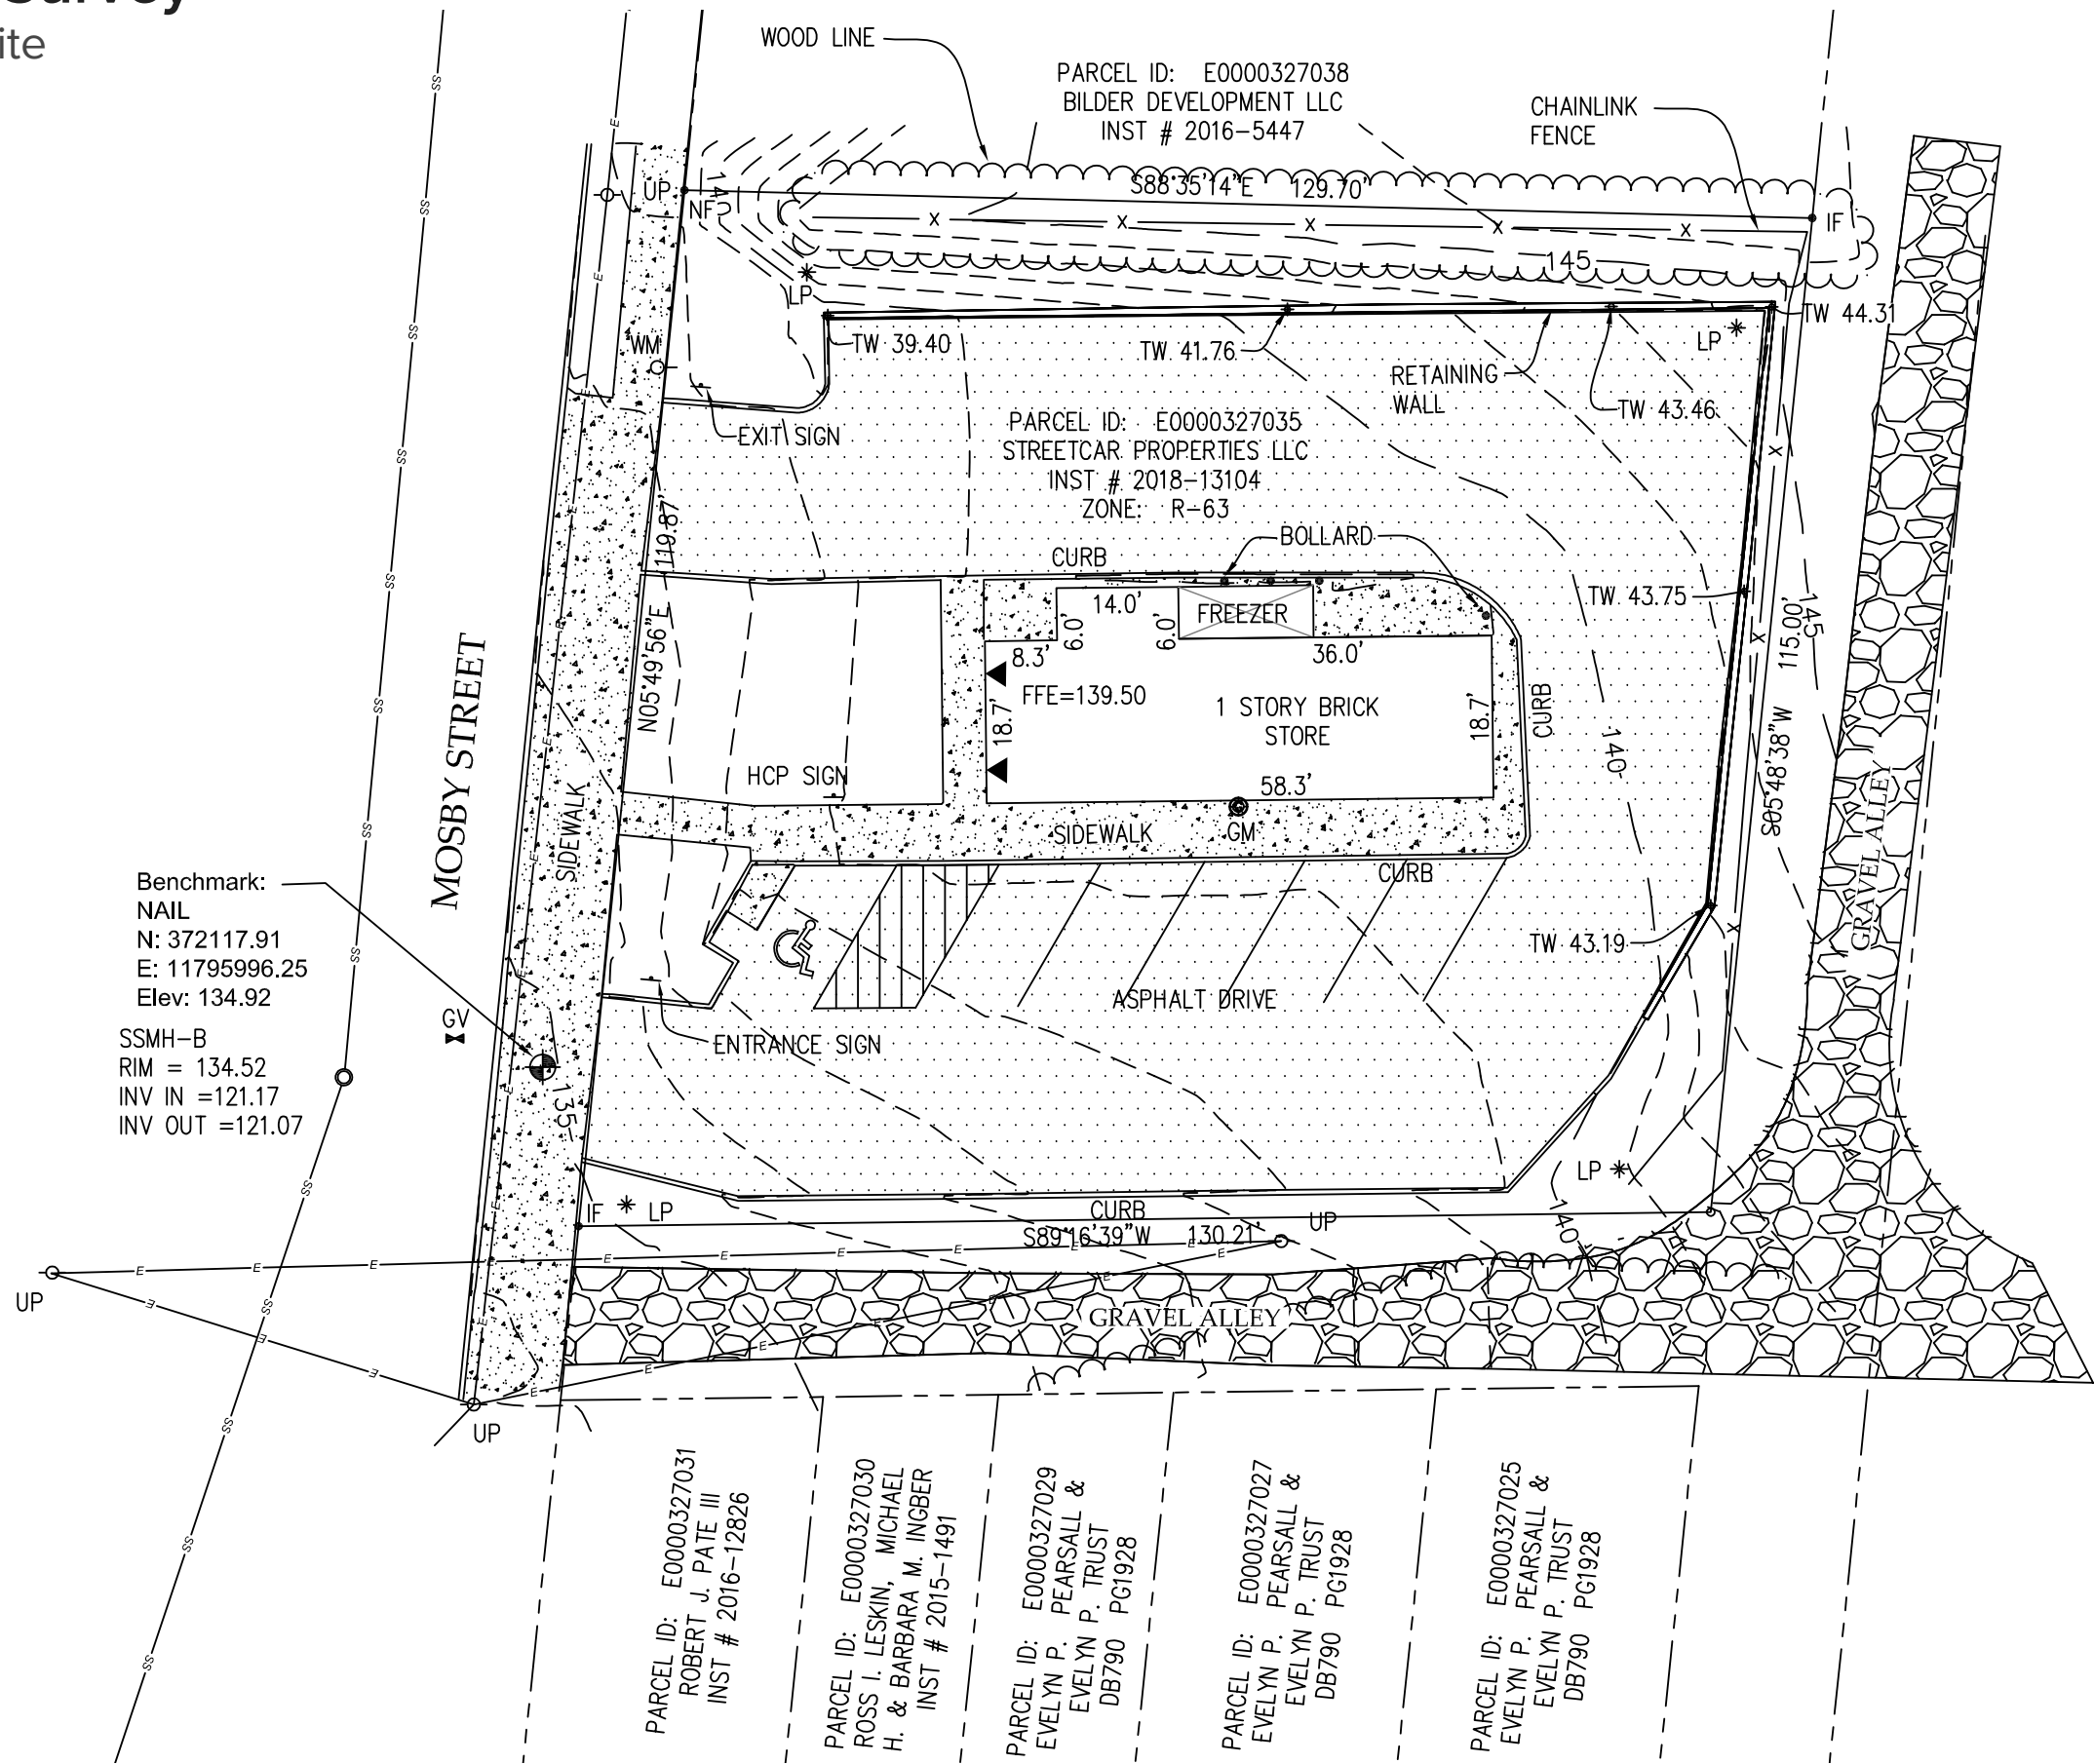 ite
WOOD LINE
PARCEL ID: E0000327038
BILDER DEVELOPMENT LLC
INST # 2016-5447
CHAINLINK
FENCE
UP
NF
140
S88°35'14"E 129.70'
IF
LP
145
WM
TW 39.40
TW 41.76
TW 44.31
LP
RETAINING
WALL
TW 43.46
EXIT SIGN
PARCEL ID: E0000327035
STREETCAR PROPERTIES LLC
INST # 2018-13104
ZONE: R-63
N05°49'56"E 119.87'
CURB
BOLLARD
14.0'
6.0'
6.0'
FREEZER
8.3'
36.0'
TW 43.75
FFE=139.50
18.7'
1 STORY BRICK
STORE
18.7'
CURB
140
S05°48'38"W 115.00'
145
MOSBY STREET
HCP SIGN
58.3'
SIDEWALK
SIDEWALK
GM
CURB
GRAVEL ALLEY
Benchmark:
NAIL
N: 372117.91
E: 11795996.25
Elev: 134.92
SSMH-B
RIM = 134.52
INV IN =121.17
INV OUT =121.07
GV
TW 43.19
ASPHALT DRIVE
ENTRANCE SIGN
135
LP
IF
LP
CURB
S89°16'39"W 130.21'
UP
140
UP
GRAVEL ALLEY
UP
PARCEL ID: E0000327031
ROBERT J. PATE III
INST # 2016-12826
PARCEL ID: E0000327030
ROSS I. LESKIN, MICHAEL
H. & BARBARA M. INGBER
INST # 2015-1491
PARCEL ID: E0000327029
EVELYN P. PEARSALL &
EVELYN P. TRUST
DB790 PG1928
PARCEL ID: E0000327027
EVELYN P. PEARSALL &
EVELYN P. TRUST
DB790 PG1928
PARCEL ID: E0000327025
EVELYN P. PEARSALL &
EVELYN P. TRUST
DB790 PG1928